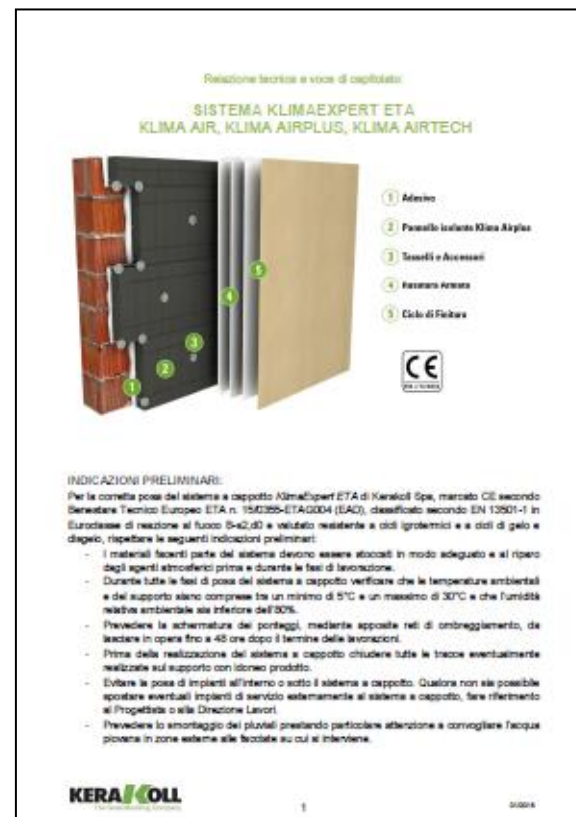 Relazione tecnica e voce di capitolato:
SISTEMA KLIMAEXPERT ETA
KLIMA AIR, KLIMA AIRPLUS, KLIMA AIRTECH
1 Adesivo
2 Pannello isolante Klima Airplus
3 Tasselli e Accessori
4 Rasatura Armata
5 Ciclo di Finitura
4
5
3
2
1
CE
INDICAZIONI PRELIMINARI:
Per la corretta posa del sistema a cappotto KlimaExpert ETA di Kerakoll Spa, marcato CE secondo
Benestare Tecnico Europeo ETA n. 15/0355-ETAG004 (EAD), classificato secondo EN 13501-1 in
Euroclasse di reazione al fuoco B-s2,d0 e valutato resistente a cicli igrotermici e a cicli di gelo e
disgelo, rispettare le seguenti indicazioni preliminari:
- I materiali facenti parte del sistema devono essere stoccati in modo adeguato e al riparo
dagli agenti atmosferici prima e durante le fasi di lavorazione.
- Durante tutte le fasi di posa del sistema a cappotto verificare che le temperature ambientali
e del supporto siano comprese tra un minimo di 5°C e un massimo di 30°C e che l'umidità
relativa ambientale sia inferiore dell'80%.
- Prevedere la schermatura dei ponteggi, mediante apposite reti di ombreggiamento, da
lasciare in opera fino a 48 ore dopo il termine delle lavorazioni.
- Prima della realizzazione del sistema a cappotto chiudere tutte le tracce eventualmente
realizzate sul supporto con idoneo prodotto.
- Evitare la posa di impianti all'interno o sotto il sistema a cappotto. Qualora non sia possibile
spostare eventuali impianti di servizio esternamente al sistema a cappotto, fare riferimento
al Progettista o alla Direzione Lavori.
- Prevedere lo smontaggio dei pluviali prestando particolare attenzione a convogliare l'acqua
piovana in zone esterne alle facciate su cui si interviene.
KERAKOLL
The GreenBuilding Company
1